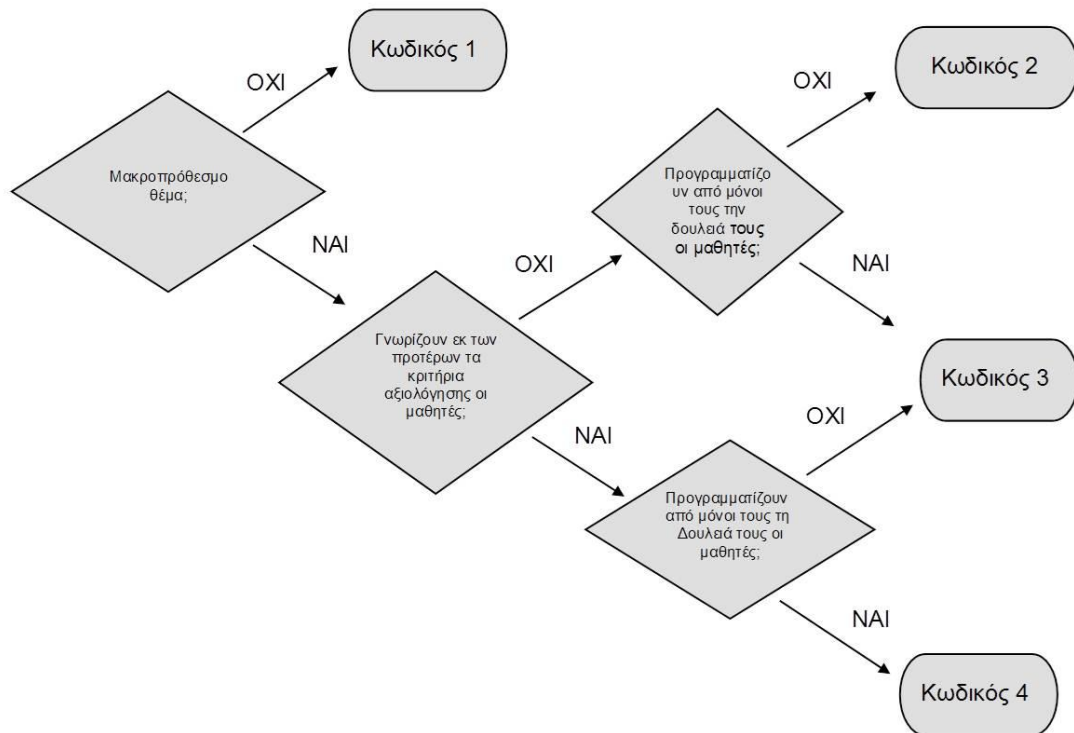 Κωδικός 1
ΟΧΙ
Μακροπρόθεσμο
θέμα;
ΝΑΙ
Κωδικός 2
ΟΧΙ
Προγραμματίζο
υν από μόνοι
τους την
δουλειά τους
οι μαθητές;
ΝΑΙ
ΟΧΙ
Γνωρίζουν εκ των
προτέρων τα
κριτήρια
αξιολόγησης οι
μαθητές;
ΝΑΙ
Κωδικός 3
ΟΧΙ
Προγραμματίζουν
από μόνοι τους τη
Δουλειά τους οι
μαθητές;
ΝΑΙ
Κωδικός 4